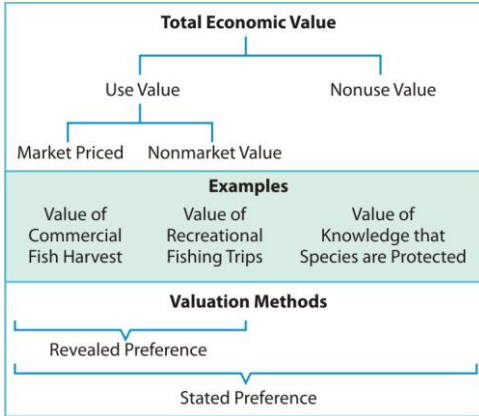 Total Economic Value
Use Value Nonuse Value
Market Priced Nonmarket Value
Examples
Value of Value of Value of
Commercial Recreational Knowledge that
Fish Harvest Fishing Trips Species are Protected
Valuation Methods
Revealed Preference
Stated Preference